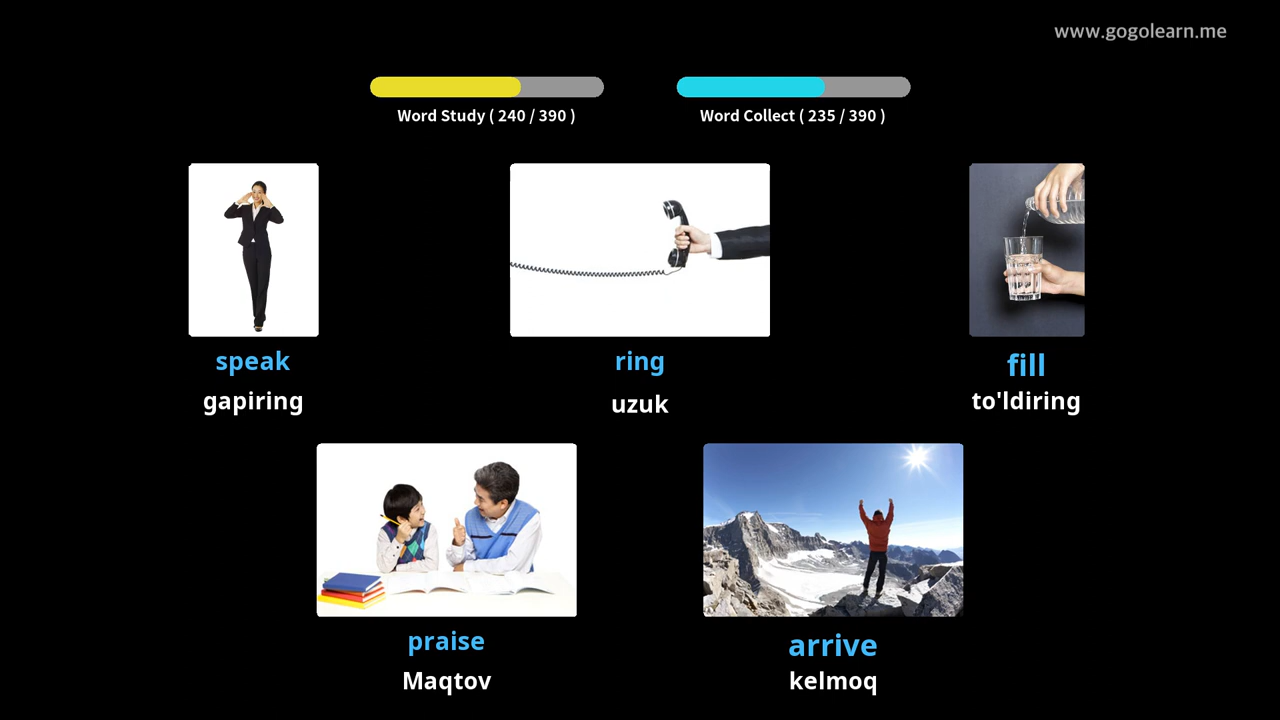 www.gogolearn.me
Word Study ( 240 / 390 )
Word Collect ( 235 / 390 )
speak
gapiring
ring
uzuk
fill
to'ldiring
praise
Maqtov
arrive
kelmoq